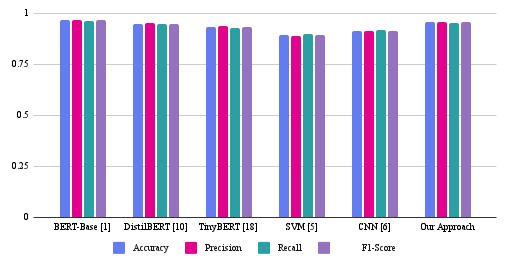 1
0.75
0.5
0.25
0
BERT-Base [1] DistilBERT [10] TinyBERT [18] SVM [5] CNN [6] Our Approach
Accuracy Precision Recall F1-Score